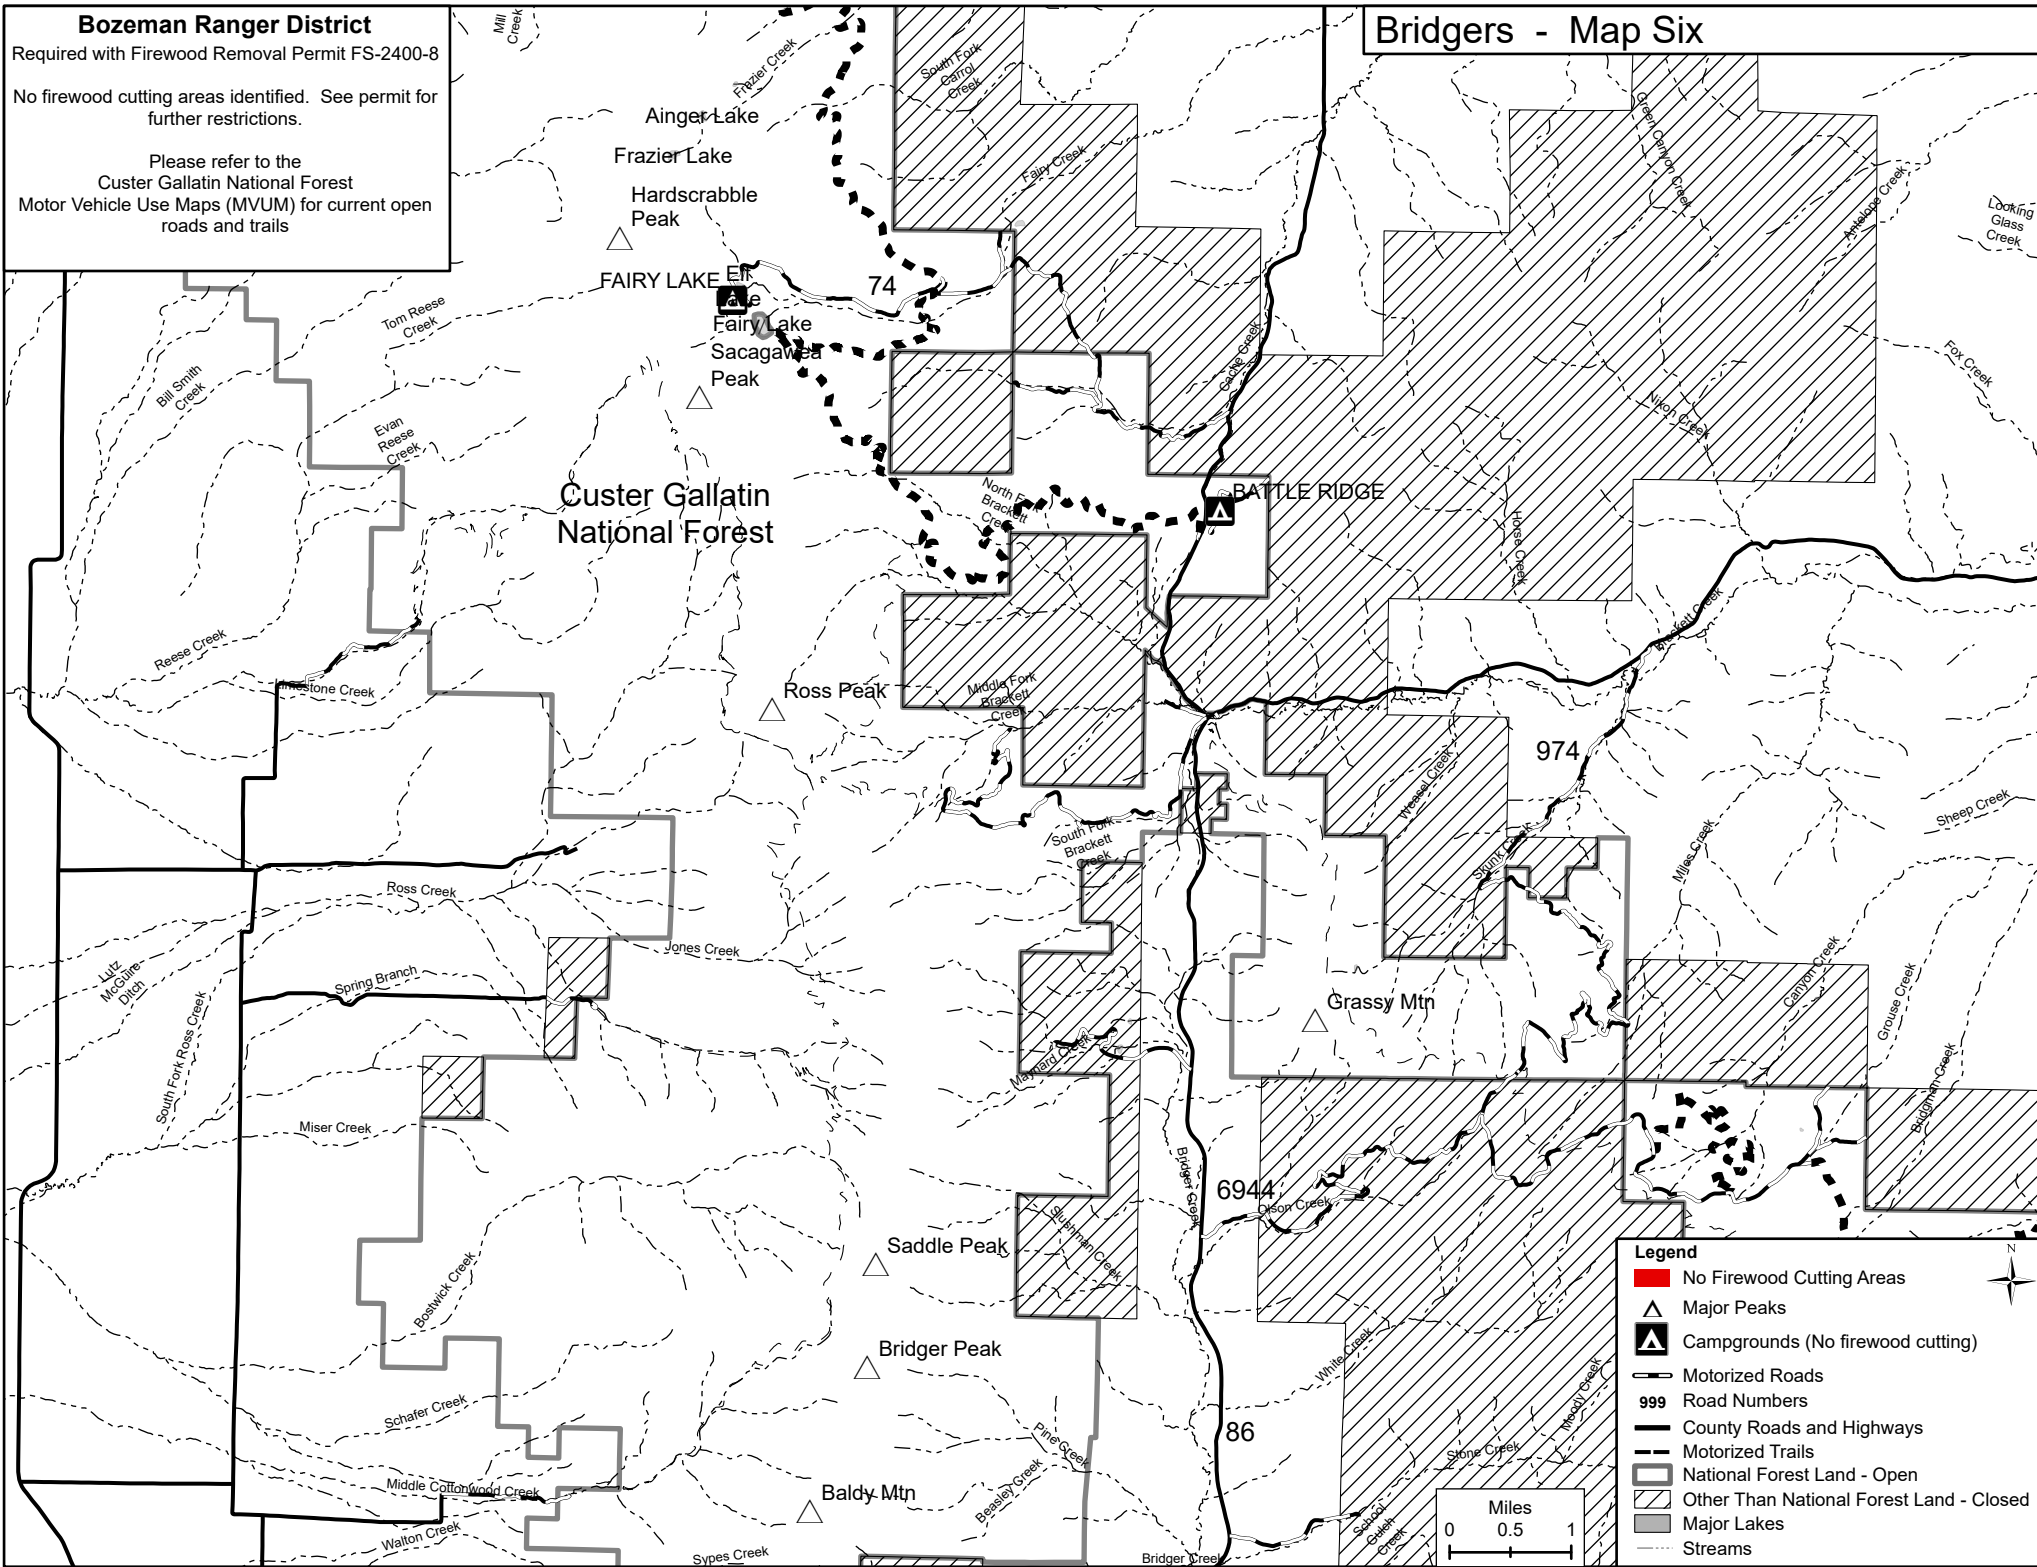 Bozeman Ranger District
Required with Firewood Removal Permit FS-2400-8
No firewood cutting areas identified.  See permit for
further restrictions.
Please refer to the
Custer Gallatin National Forest
Motor Vehicle Use Maps (MVUM) for current open
roads and trails
Bridgers - Map Six
Mill
Creek
Frazier Creek
South Fork
Carrol
Creek
Green Canyon Creek
Ainger Lake
Frazier Lake
Fairy Creek
Hardscrabble
Peak
Antelope Creek
Looking
Glass
Creek
FAIRY LAKE
Elf
Lake
74
Fairy Lake
Tom Reese
Creek
Sacagawea
Peak
Cache Creek
Fox Creek
Bill Smith
Creek
Nixon Creek
Evan
Reese
Creek
Custer Gallatin
National Forest
North Fork
Brackett
Creek
BATTLE RIDGE
Horse Creek
Brackett Creek
Reese Creek
Limestone Creek
Ross Peak
Middle Fork
Brackett
Creek
974
Weasel Creek
Sheep Creek
South Fork
Brackett
Creek
Skunk Creek
Miles Creek
Ross Creek
Jones Creek
Lutz
McGuire
Ditch
Spring Branch
South Fork Ross Creek
Canyon Creek
Grouse Creek
Grassy Mtn
Maynard Creek
Bridgman Creek
Miser Creek
Bridger Creek
6944
Olson Creek
Slushman Creek
Saddle Peak
Bostwick Creek
Bridger Peak
White Creek
Moody Creek
Schafer Creek
86
Pine Creek
Stone Creek
Middle Cottonwood Creek
Baldy Mtn
Beasley Creek
Walton Creek
Sypes Creek
Bridger Creek
School
Gulch
Creek
Miles
0 0.5 1
Legend
N
No Firewood Cutting Areas
Major Peaks
Campgrounds (No firewood cutting)
Motorized Roads
999 Road Numbers
County Roads and Highways
Motorized Trails
National Forest Land - Open
Other Than National Forest Land - Closed
Major Lakes
Streams